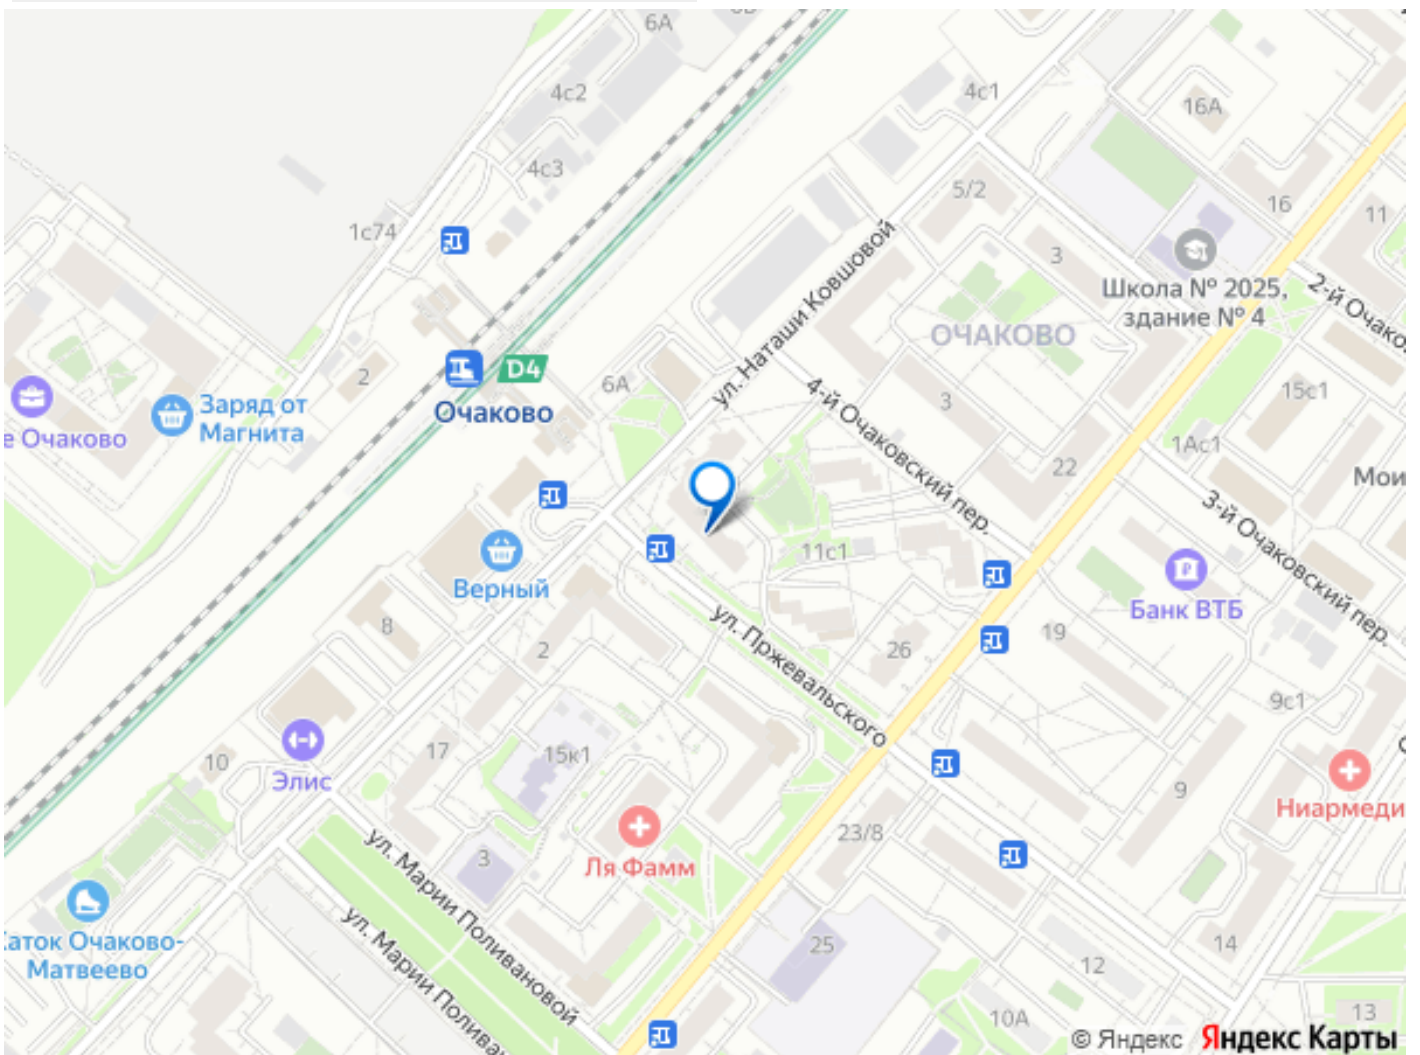 6А
4с2
4с1
16А
4с3
5/2
16
11
1с74
3
Школа № 2025,
здание № 4
2-й Очако
ул. Наташи Ковшовой
ОЧАКОВО
D4
Очаково
2
6А
Заряд от
Магнита
е Очаково
4-й Очаковский пер.
3
15с1
1Ас1
22
Мои
3-й Очаковский пер.
11с1
Верный
Банк ВТБ
8
2
ул. Пржевальского
26
19
9с1
17
15к1
10
Элис
9
Ниармеди
23/8
3
Ля Фамм
ул. Марии Поливановой
ул. Марии Полива
каток Очаково-
Матвеево
25
14
12
10А
13
© Яндекс Яндекс Карты